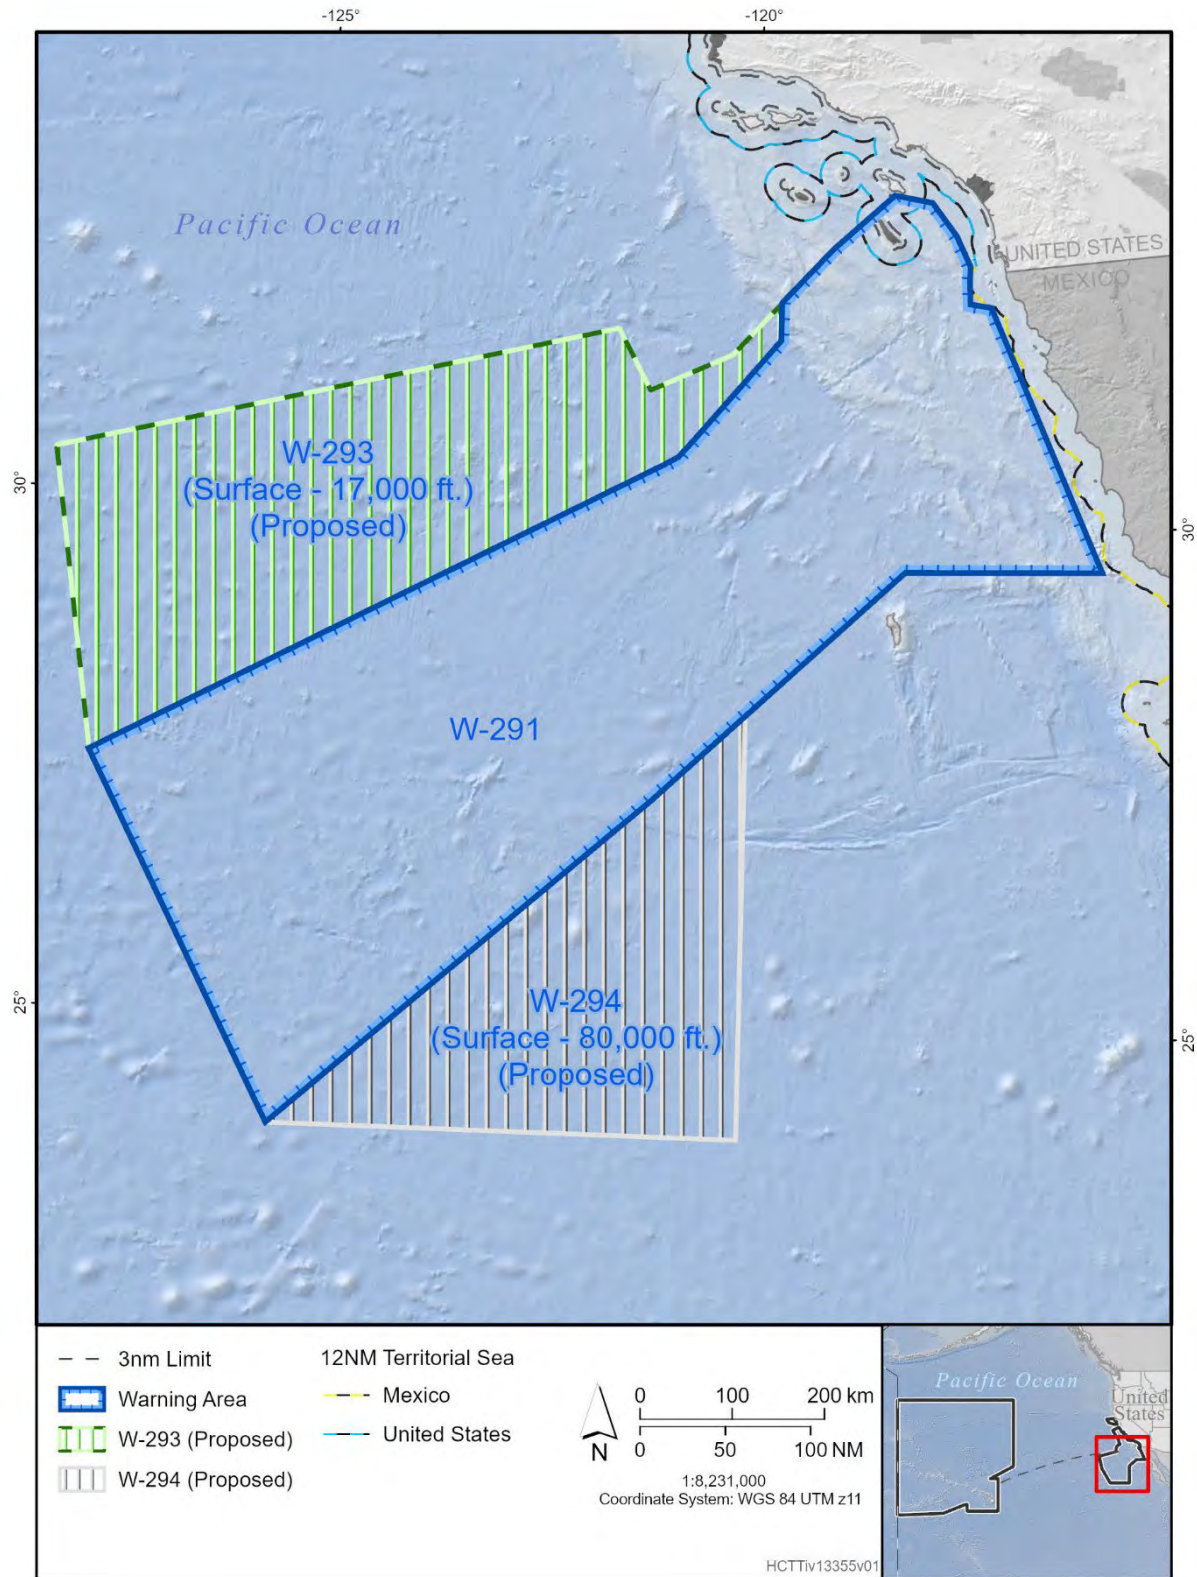 -125°
-120°
Pacific Ocean
UNITED STATES
MEXICO
W-293
(Surface - 17,000 ft.)
(Proposed)
30°
30°
W-291
W-294
(Surface - 80,000 ft.)
(Proposed)
25°
25°
3nm Limit
Warning Area
W-293 (Proposed)
W-294 (Proposed)
12NM Territorial Sea
Mexico
United States
N
0 100 200 km
0 50 100 NM
1:8,231,000
Coordinate System: WGS 84 UTM z11
Pacific Ocean
United
States
HCTTiv13355v01